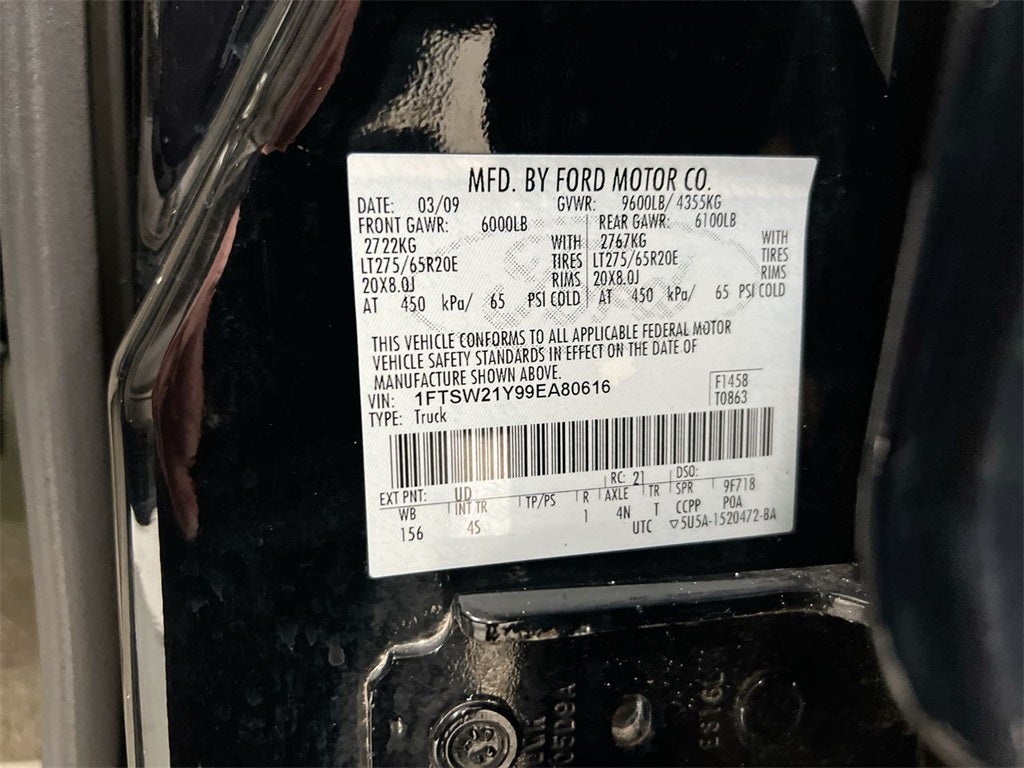 MFD. BY FORD MOTOR CO.
DATE: 03/09 GVWR: 9600LB/ 4355KG
FRONT GAWR: 6000LB REAR GAWR: 6100LB
2722KG WITH 2767KG WITH
LT275/65R20E TIRES LT275/65R20E TIRES
20X8.0J RIMS 20X8.0J RIMS
AT 450 kPa/ 65 PSI COLD AT 450 kPa/ 65 PSI COLD
THIS VEHICLE CONFORMS TO ALL APPLICABLE FEDERAL MOTOR
VEHICLE SAFETY STANDARDS IN EFFECT ON THE DATE OF
MANUFACTURE SHOWN ABOVE.
VIN: 1FTSW21Y99EA80616 F1458
TYPE: Truck T0863
EXT PNT: UD RC: 21 DSO:
WB INT TR TP/PS R AXLE TR SPR 9F718
156 4S 1 4N T CCPP POA
UTC ▽5U5A-1520472-BA